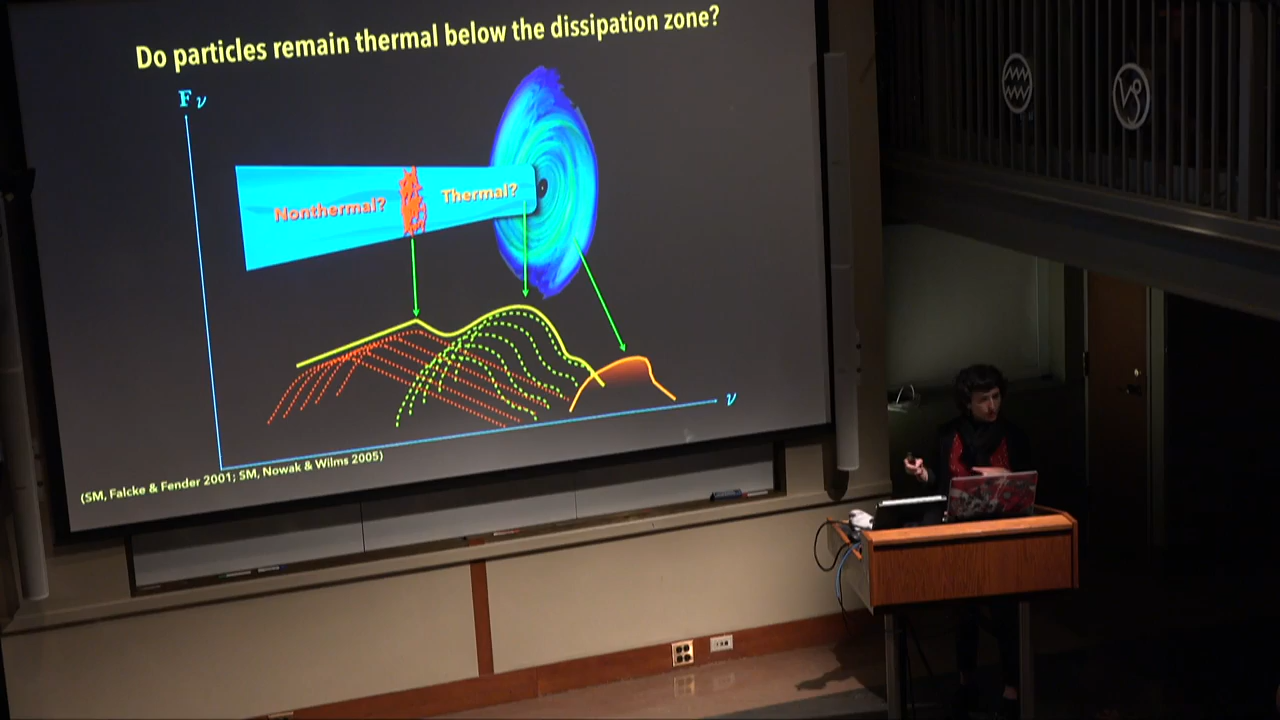 Do particles remain thermal below the dissipation zone?
Fν
Nonthermal?
Thermal?
ν
(SM, Falcke & Fender 2001; SM, Nowak & Wilms 2005)